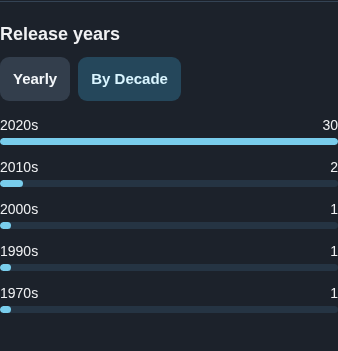 Release years
Yearly By Decade
2020s 30
2010s 2
2000s 1
1990s 1
1970s 1